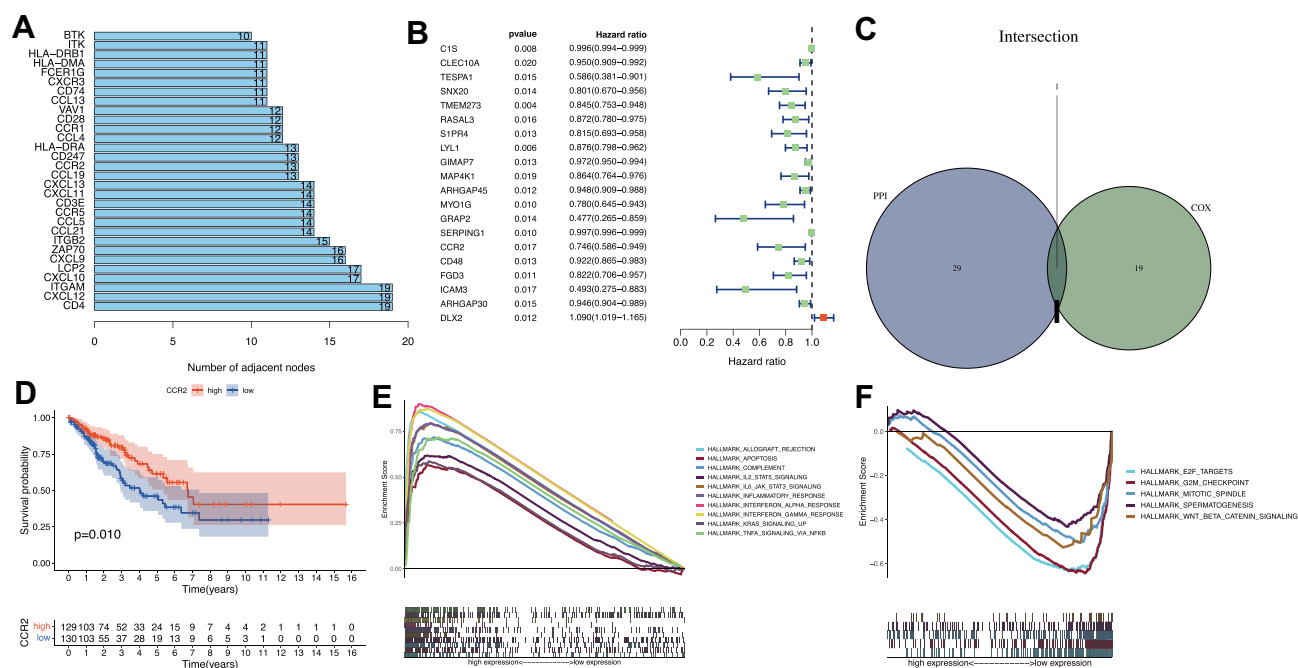 A
BTK 10
ITK 11
HLA-DRB1 11
HLA-DMA 11
FCER1G 11
CXCR3 11
CD74 11
CCL13 11
VAV1 12
CD28 12
CCR1 12
CCL4 12
HLA-DRA 13
CD247 13
CCR2 13
CCL19 13
CXCL13 14
CXCL11 14
CD3E 14
CCR5 14
CCL5 14
CCL21 14
ITGB2 15
ZAP70 16
CXCL9 16
LCP2 17
CXCL10 17
ITGAM 19
CXCL12 19
CD4 19
0 5 10 15 20
Number of adjacent nodes
B
pvalue Hazard ratio
C1S 0.008 0.996(0.994−0.999)
CLEC10A 0.020 0.950(0.909−0.992)
TESPA1 0.015 0.586(0.381−0.901)
SNX20 0.014 0.801(0.670−0.956)
TMEM273 0.004 0.845(0.753−0.948)
RASAL3 0.016 0.872(0.780−0.975)
S1PR4 0.013 0.815(0.693−0.958)
LYL1 0.006 0.876(0.798−0.962)
GIMAP7 0.013 0.972(0.950−0.994)
MAP4K1 0.019 0.864(0.764−0.976)
ARHGAP45 0.012 0.948(0.909−0.988)
MYO1G 0.010 0.780(0.645−0.943)
GRAP2 0.014 0.477(0.265−0.859)
SERPING1 0.010 0.997(0.996−0.999)
CCR2 0.017 0.746(0.586−0.949)
CD48 0.013 0.922(0.865−0.983)
FGD3 0.011 0.822(0.706−0.957)
ICAM3 0.017 0.493(0.275−0.883)
ARHGAP30 0.015 0.946(0.904−0.989)
DLX2 0.012 1.090(1.019−1.165)
0.0 0.2 0.4 0.6 0.8 1.0
Hazard ratio
C
Intersection
1
PPI
COX
29 19
D
CCR2 high low
Survival probability
1.00
0.75
0.50
0.25
0.00
p=0.010
0 1 2 3 4 5 6 7 8 9 10 11 12 13 14 15 16
Time(years)
CCR2
high 129 103 74 52 33 24 15 9 7 4 4 2 1 1 1 1 0
low 130 103 55 37 28 19 13 9 6 5 3 1 0 0 0 0 0
0 1 2 3 4 5 6 7 8 9 10 11 12 13 14 15 16
Time(years)
E
Enrichment Score
0.75
0.50
0.25
0.00
HALLMARK_ALLOGRAFT_REJECTION
HALLMARK_APOPTOSIS
HALLMARK_COMPLEMENT
HALLMARK_IL2_STAT5_SIGNALING
HALLMARK_IL6_JAK_STAT3_SIGNALING
HALLMARK_INFLAMMATORY_RESPONSE
HALLMARK_INTERFERON_ALPHA_RESPONSE
HALLMARK_INTERFERON_GAMMA_RESPONSE
HALLMARK_KRAS_SIGNALING_UP
HALLMARK_TNFA_SIGNALING_VIA_NFKB
high expression<-------------->low expression
F
Enrichment Score
0.0
−0.2
−0.4
−0.6
HALLMARK_E2F_TARGETS
HALLMARK_G2M_CHECKPOINT
HALLMARK_MITOTIC_SPINDLE
HALLMARK_SPERMATOGENESIS
HALLMARK_WNT_BETA_CATENIN_SIGNALING
high expression<-------------->low expression